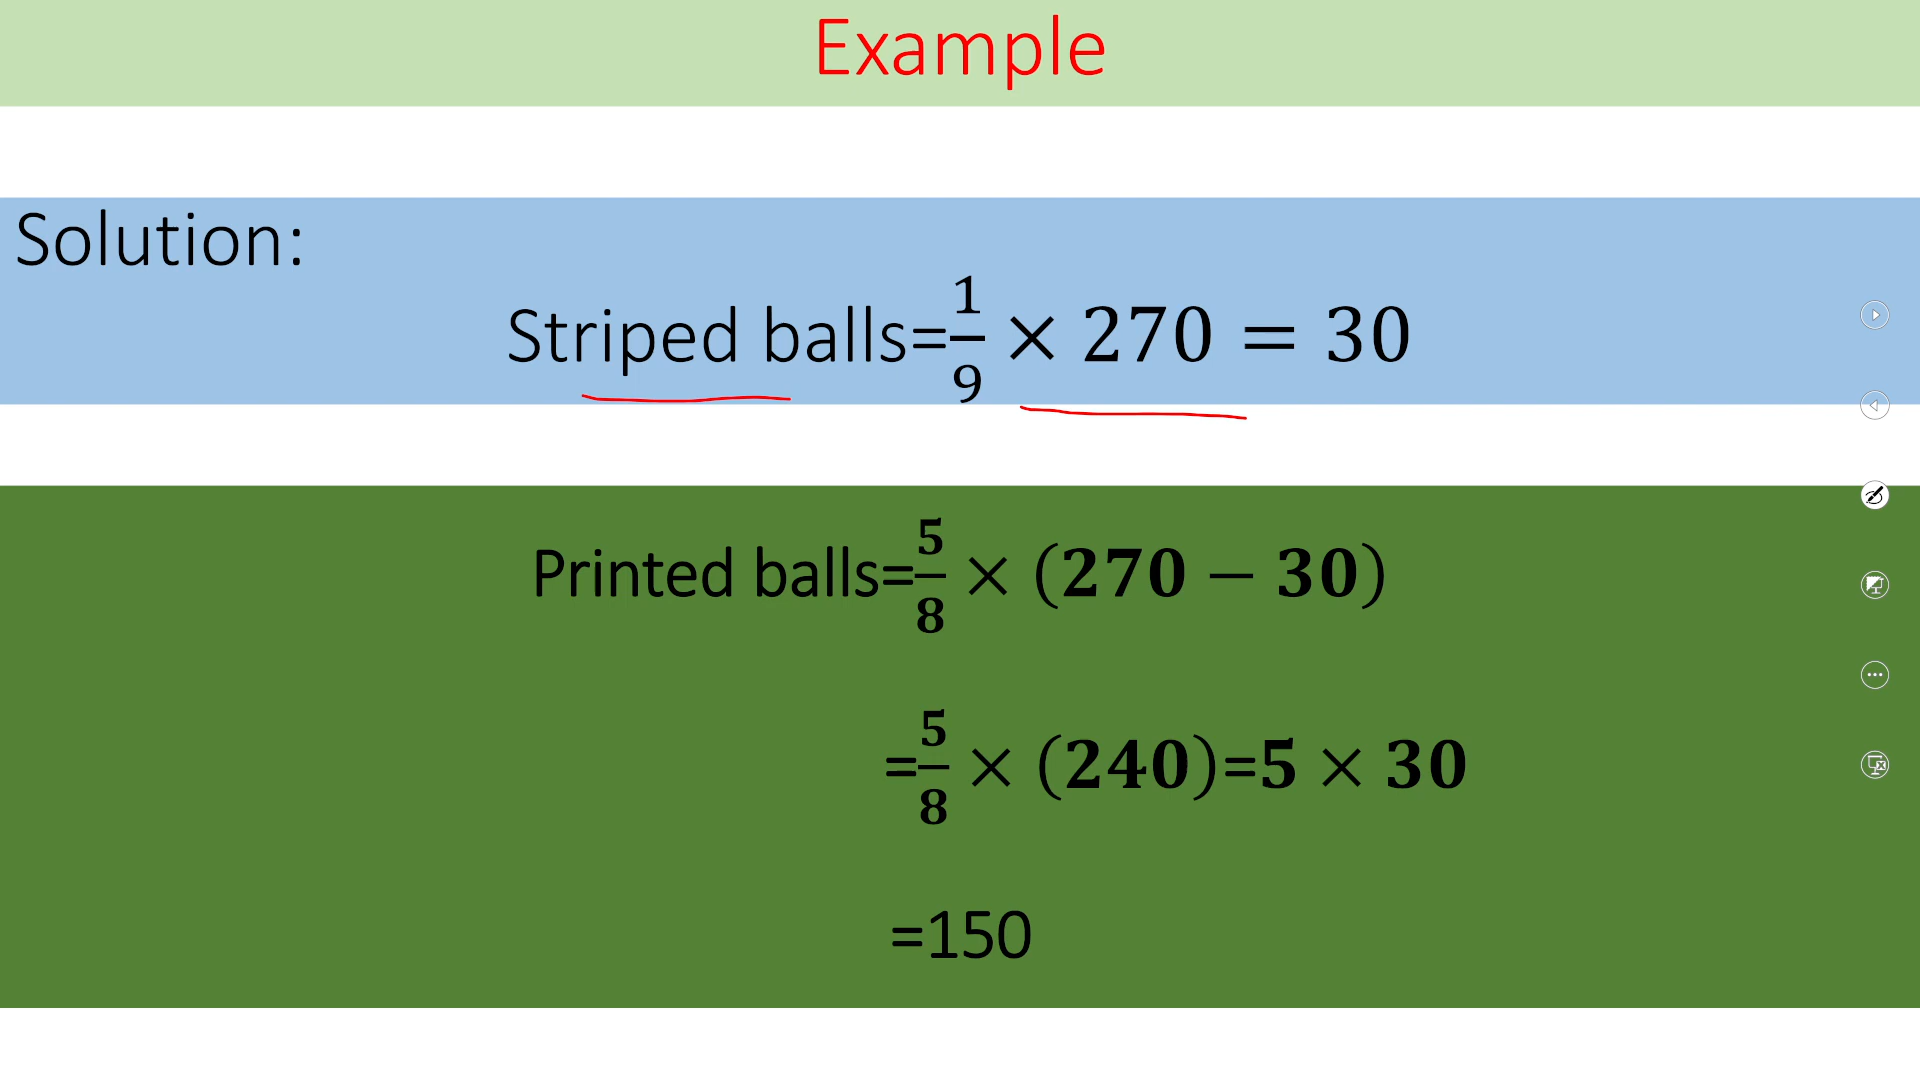 Example
Solution:
Striped balls=1/9 × 270 = 30
Printed balls=5/8 × (270 − 30)
=5/8 × (240)=5 × 30
=150